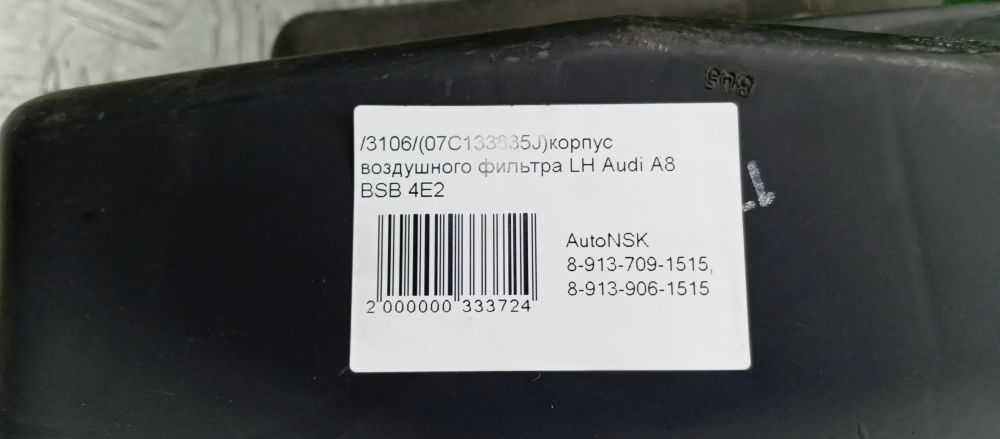 /3106/(07C133835J)корпус
воздушного фильтра LH Audi A8
BSB 4E2
AutoNSK
8-913-709-1515,
8-913-906-1515
2 000000 333724